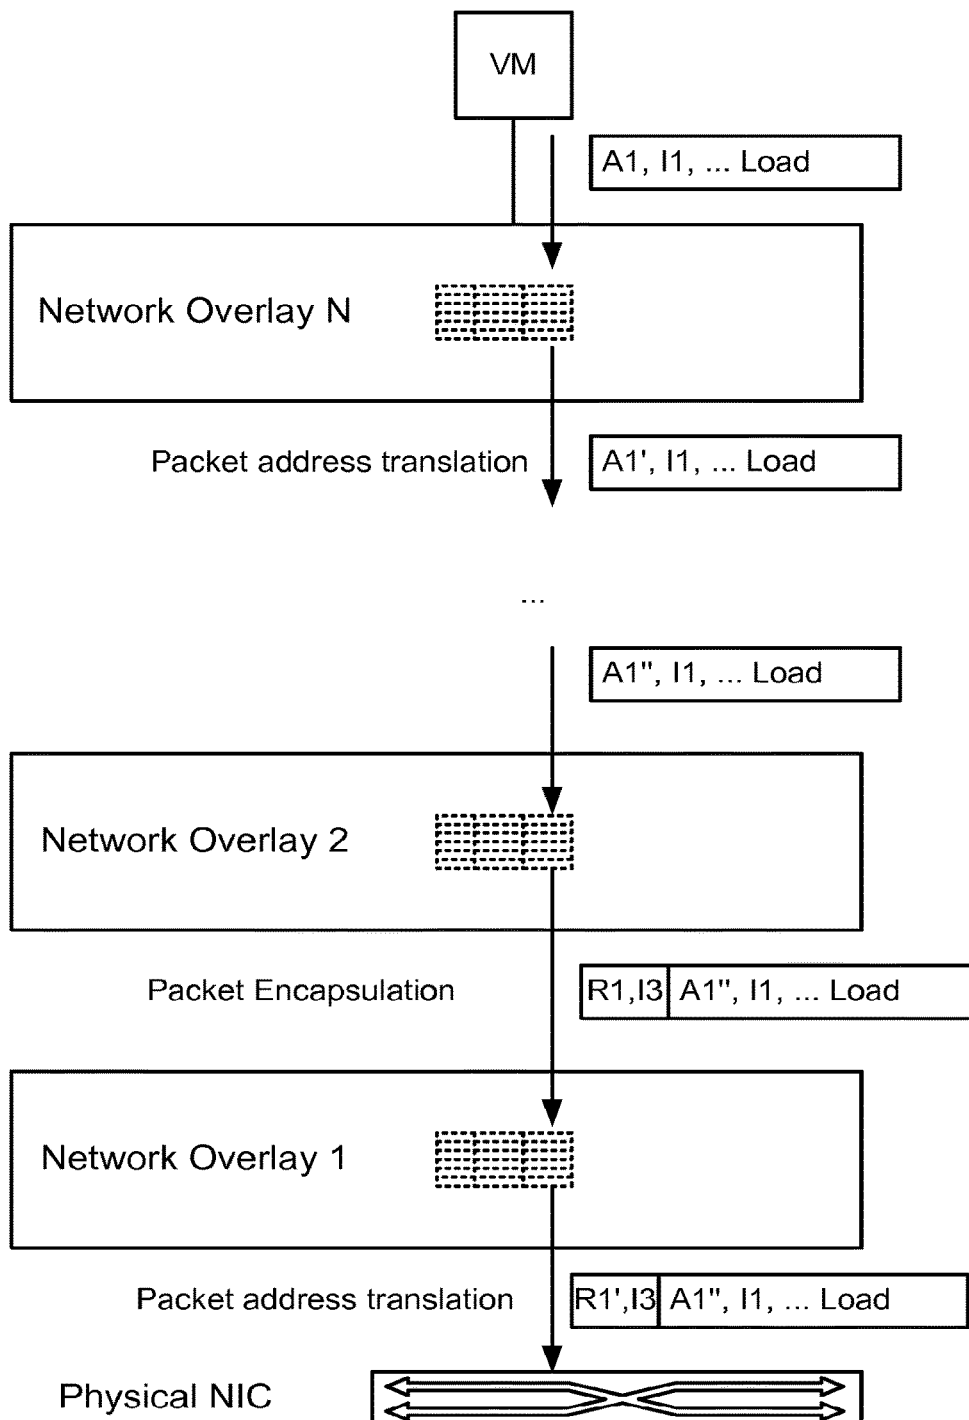 VM
A1, I1, ... Load
Network Overlay N
Packet address translation
A1', I1, ... Load
...
A1'', I1, ... Load
Network Overlay 2
Packet Encapsulation
R1,I3 A1'', I1, ... Load
Network Overlay 1
Packet address translation
R1',I3 A1'', I1, ... Load
Physical NIC